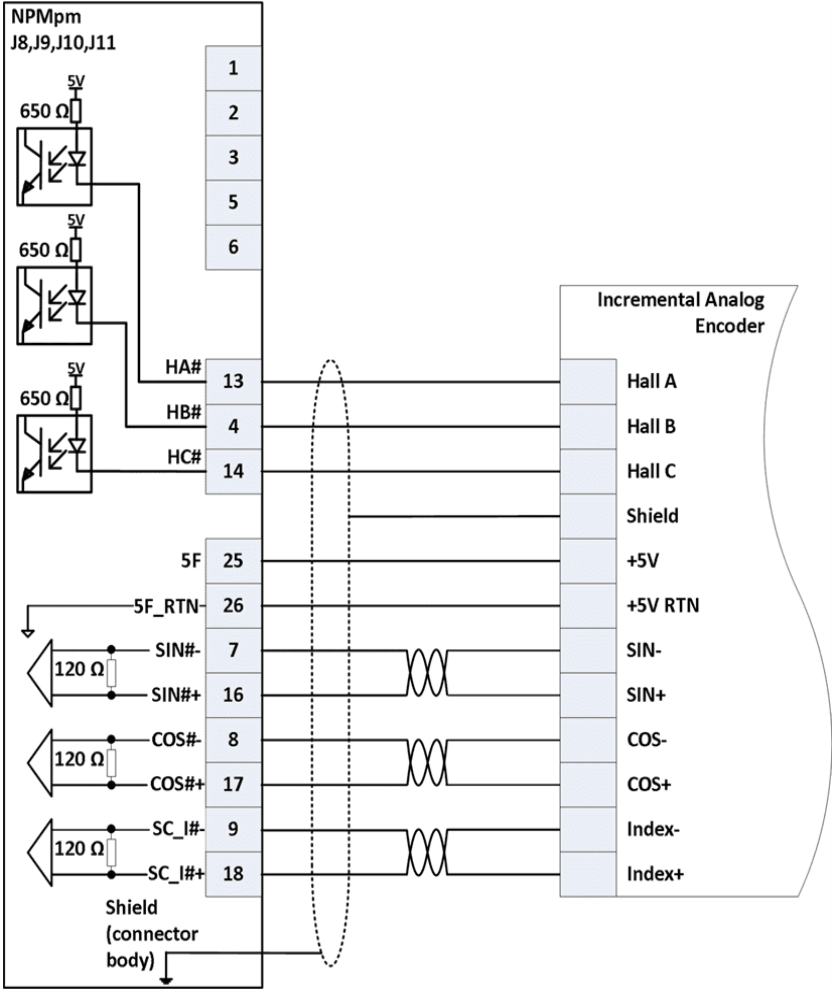 NPMpm
J8,J9,J10,J11
5V
650 Ω
5V
650 Ω
5V
650 Ω
1
2
3
5
6
Incremental Analog
Encoder
HA# 13 Hall A
HB# 4 Hall B
HC# 14 Hall C
Shield
5F 25 +5V
5F_RTN 26 +5V RTN
SIN#- 7 SIN-
120 Ω
SIN#+ 16 SIN+
COS#- 8 COS-
120 Ω
COS#+ 17 COS+
SC_I#- 9 Index-
120 Ω
SC_I#+ 18 Index+
Shield
(connector
body)